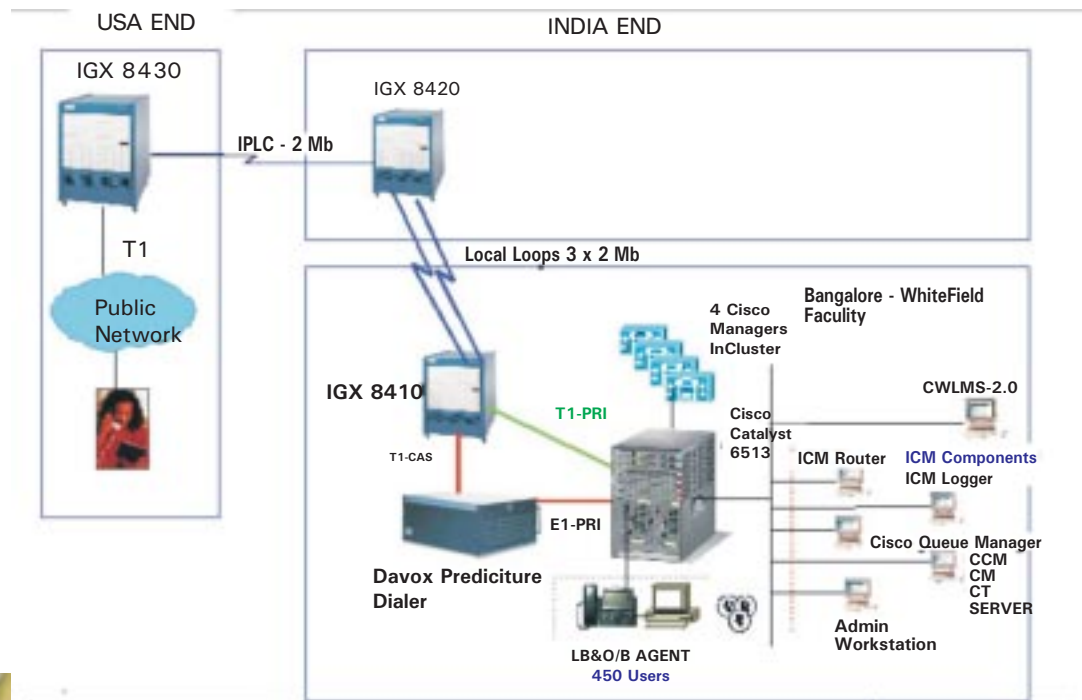 USA END
INDIA END
IGX 8430
IGX 8420
IPLC - 2 Mb
T1
Public
Network
Local Loops 3 x 2 Mb
Bangalore - WhiteField
Faculity
4 Cisco
Managers
InCluster
IGX 8410
T1-PRI
T1-CAS
E1-PRI
Cisco
Catalyst
6513
CWLMS-2.0
ICM Router
ICM Components
ICM Logger
Cisco Queue Manager
CCM
CM
CT
SERVER
Davox Prediciture
Dialer
Admin
Workstation
LB&O/B AGENT
450 Users